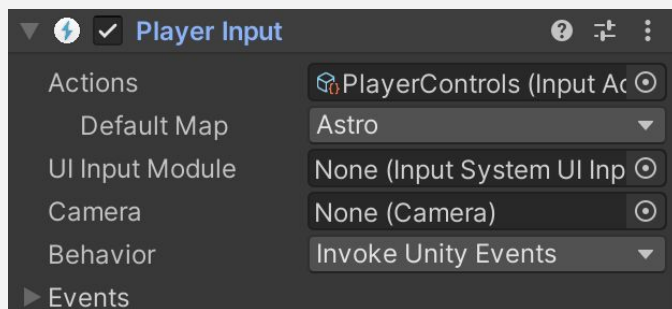 Player Input
Actions PlayerControls (Input Ac
Default Map Astro
UI Input Module None (Input System UI Inp
Camera None (Camera)
Behavior Invoke Unity Events
Events